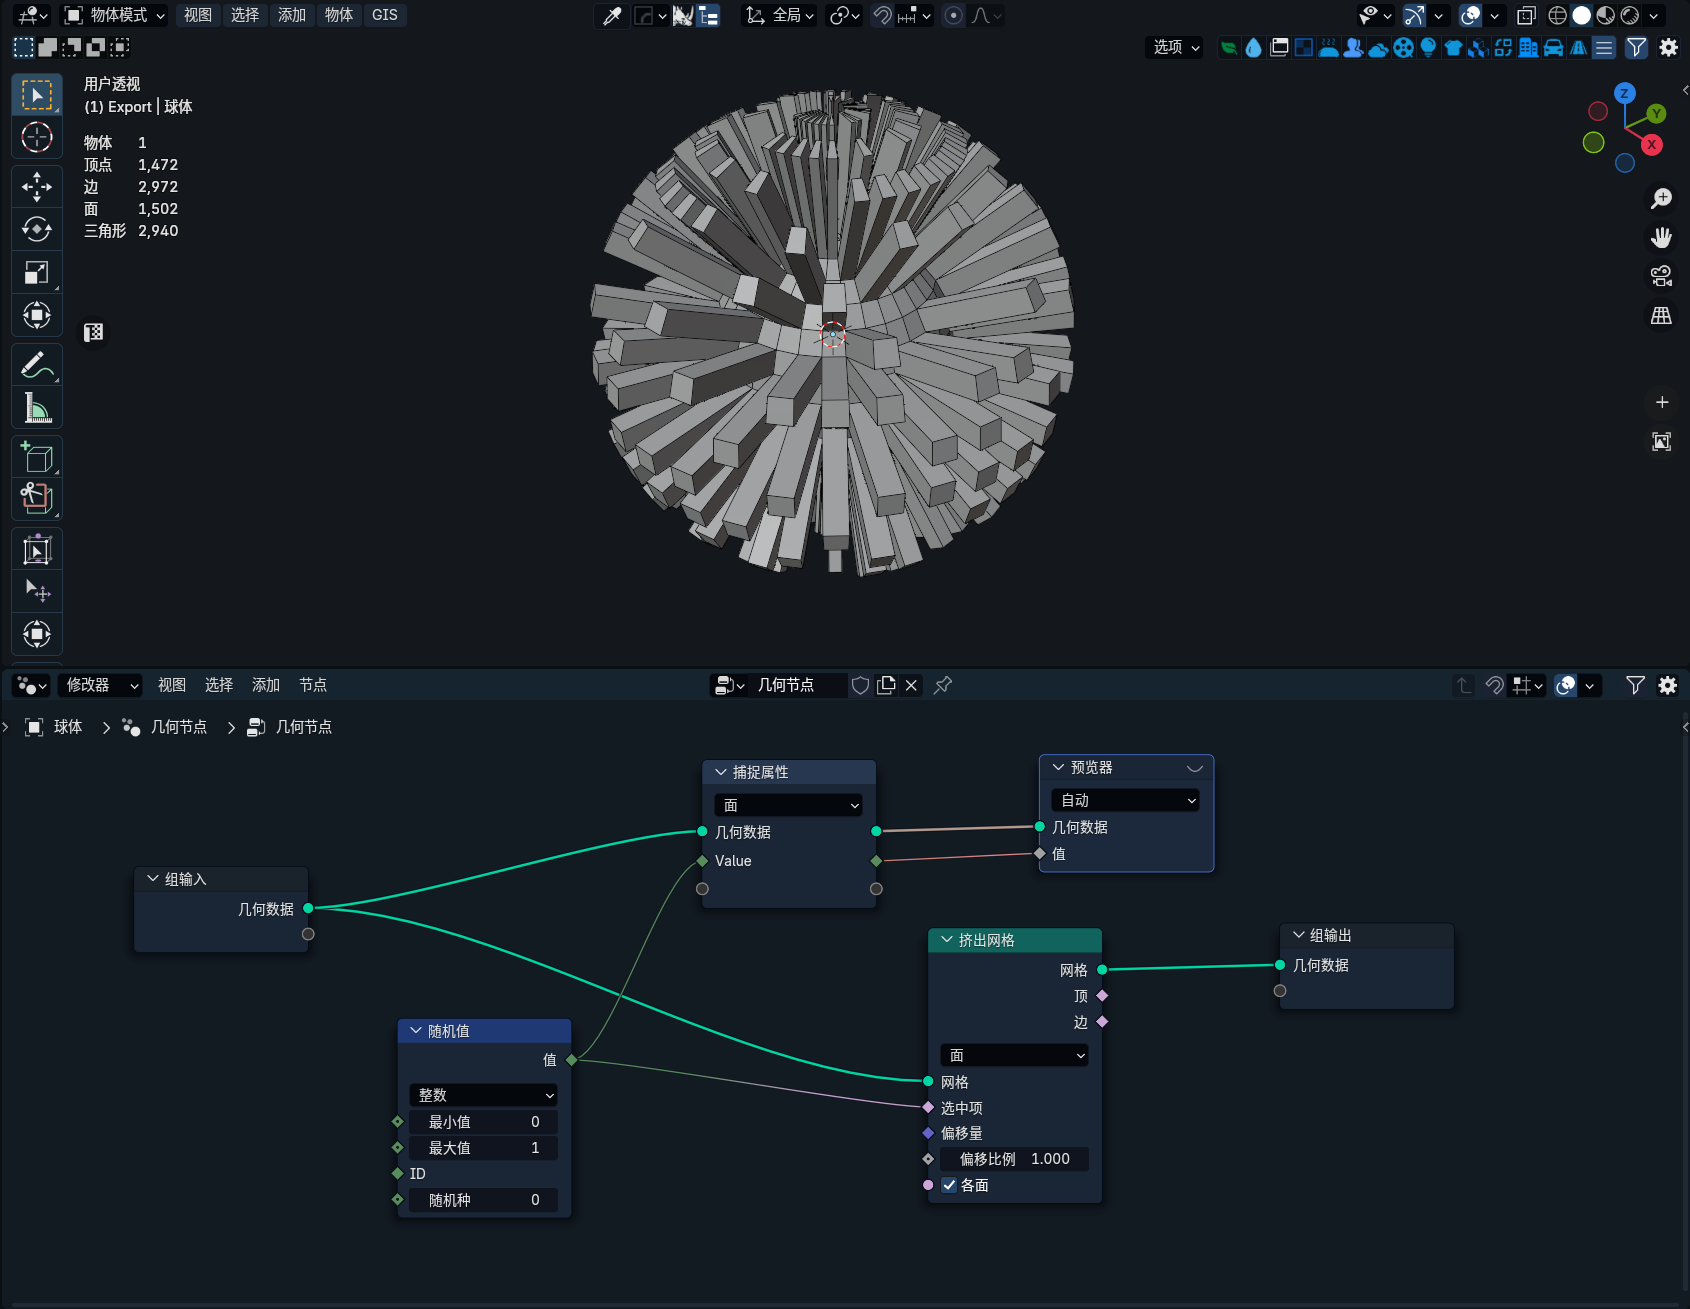 物体模式 视图 选择 添加 物体 GIS 全局
选项
用户透视
(1) Export | 球体
物体 1
顶点 1,472
边 2,972
面 1,502
三角形 2,940
Z
Y
X
修改器 视图 选择 添加 节点 几何节点
球体 几何节点 几何节点
捕捉属性
面
几何数据
Value
预览器
自动
几何数据
值
组输入
几何数据
挤出网格
网格
顶
边
面
网格
选中项
偏移量
偏移比例 1.000
各面
组输出
几何数据
随机值
值
整数
最小值 0
最大值 1
ID
随机种 0